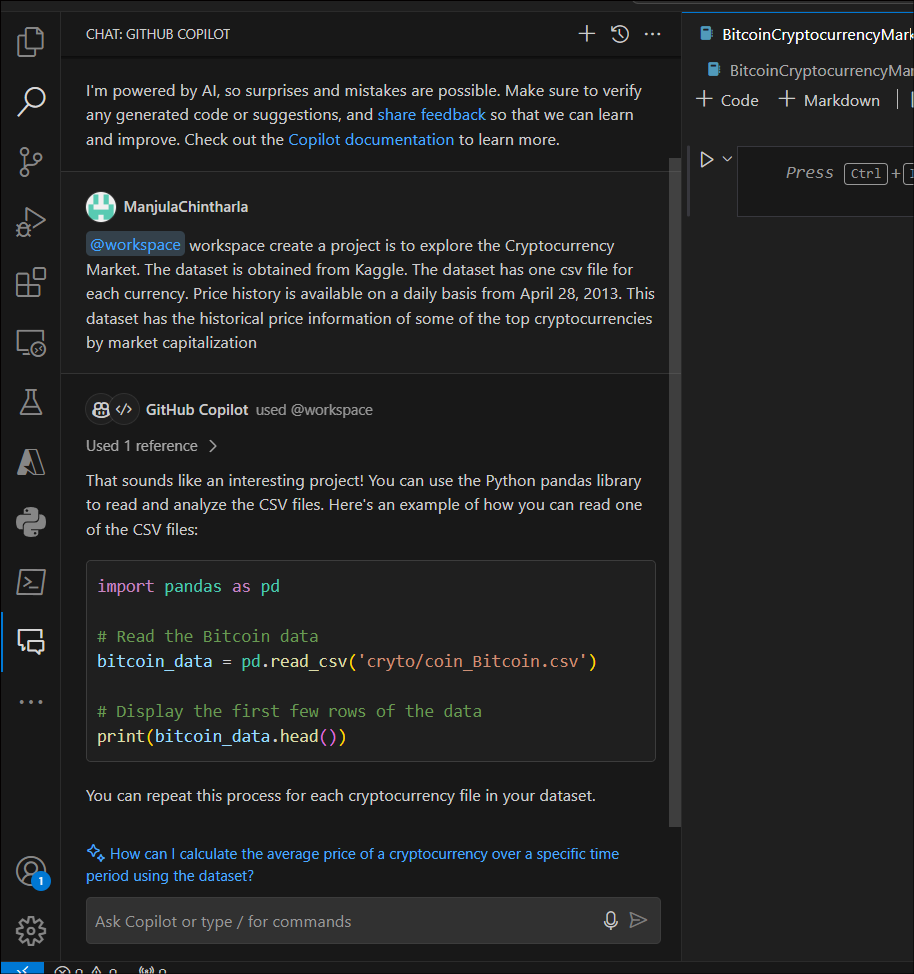 CHAT: GITHUB COPILOT
I'm powered by AI, so surprises and mistakes are possible. Make sure to verify
any generated code or suggestions, and share feedback so that we can learn
and improve. Check out the Copilot documentation to learn more.
ManjulaChintharla
@workspace workspace create a project is to explore the Cryptocurrency
Market. The dataset is obtained from Kaggle. The dataset has one csv file for
each currency. Price history is available on a daily basis from April 28, 2013. This
dataset has the historical price information of some of the top cryptocurrencies
by market capitalization
GitHub Copilot used @workspace
Used 1 reference
That sounds like an interesting project! You can use the Python pandas library
to read and analyze the CSV files. Here's an example of how you can read one
of the CSV files:
import pandas as pd
# Read the Bitcoin data
bitcoin_data = pd.read_csv('cryto/coin_Bitcoin.csv')
# Display the first few rows of the data
print(bitcoin_data.head())
You can repeat this process for each cryptocurrency file in your dataset.
How can I calculate the average price of a cryptocurrency over a specific time
period using the dataset?
Ask Copilot or type / for commands
1
BitcoinCryptocurrencyMark
BitcoinCryptocurrencyMar
+ Code + Markdown
Press Ctrl +